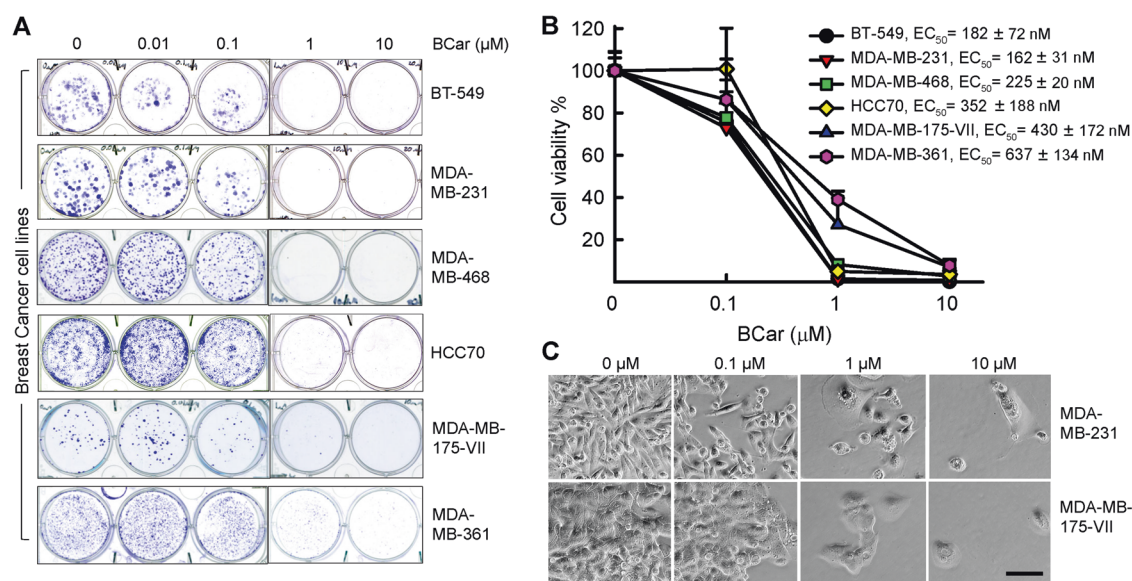 A
0 0.01 0.1 1 10 BCar (μM)
BT-549
MDA-
MB-231
MDA-
MB-468
HCC70
MDA-MB-
175-VII
MDA-
MB-361
Breast Cancer cell lines
B
BT-549, EC50= 182 ± 72 nM
MDA-MB-231, EC50= 162 ± 31 nM
MDA-MB-468, EC50= 225 ± 20 nM
HCC70, EC50= 352 ± 188 nM
MDA-MB-175-VII, EC50= 430 ± 172 nM
MDA-MB-361, EC50= 637 ± 134 nM
Cell viability %
120
100
80
60
40
20
0 0.1 1 10
BCar (μM)
C
0 μM 0.1 μM 1 μM 10 μM
MDA-
MB-231
MDA-MB-
175-VII